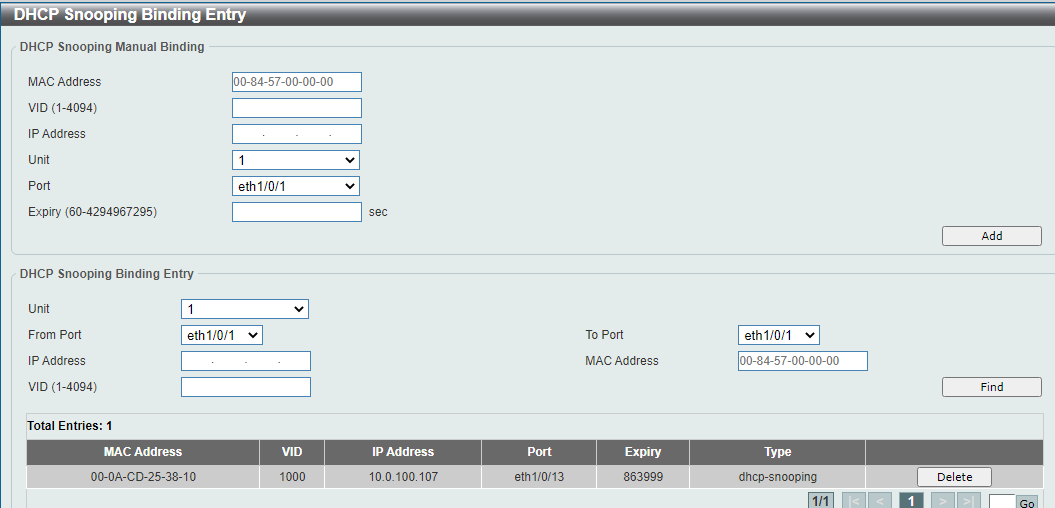 DHCP Snooping Binding Entry
DHCP Snooping Manual Binding
MAC Address 00-84-57-00-00-00
VID (1-4094)
IP Address . . .
Unit 1
Port eth1/0/1
Expiry (60-4294967295) sec
Add
DHCP Snooping Binding Entry
Unit 1
From Port eth1/0/1 To Port eth1/0/1
IP Address . . . MAC Address 00-84-57-00-00-00
VID (1-4094) Find
Total Entries: 1
MAC Address VID IP Address Port Expiry Type
00-0A-CD-25-38-10 1000 10.0.100.107 eth1/0/13 863999 dhcp-snooping Delete
1/1 |< < 1 > >| Go